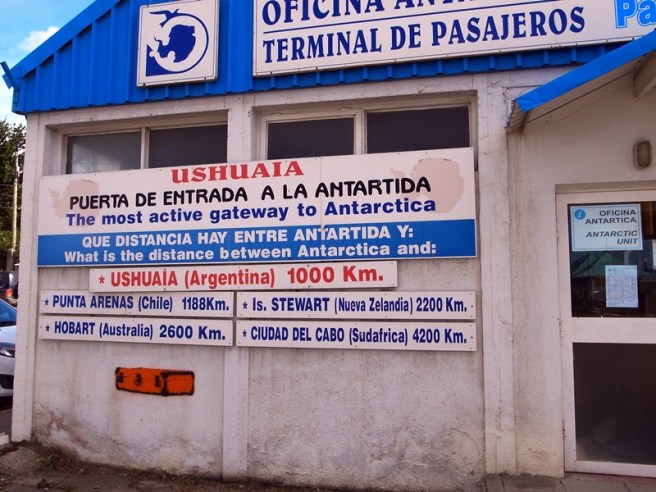 OFICINA
TERMINAL DE PASAJEROS
USHUAIA
PUERTA DE ENTRADA A LA ANTARTIDA
The most active gateway to Antarctica
QUE DISTANCIA HAY ENTRE ANTARTIDA Y:
What is the distance between Antarctica and:
* USHUAIA (Argentina) 1000 Km.
* PUNTA ARENAS (Chile) 1188Km.
* Is. STEWART (Nueva Zelandia) 2200 Km.
* HOBART (Australia) 2600 Km.
* CIUDAD DEL CABO (Sudafrica) 4200 Km.
i
OFICINA
ANTARTICA
ANTARCTIC
UNIT